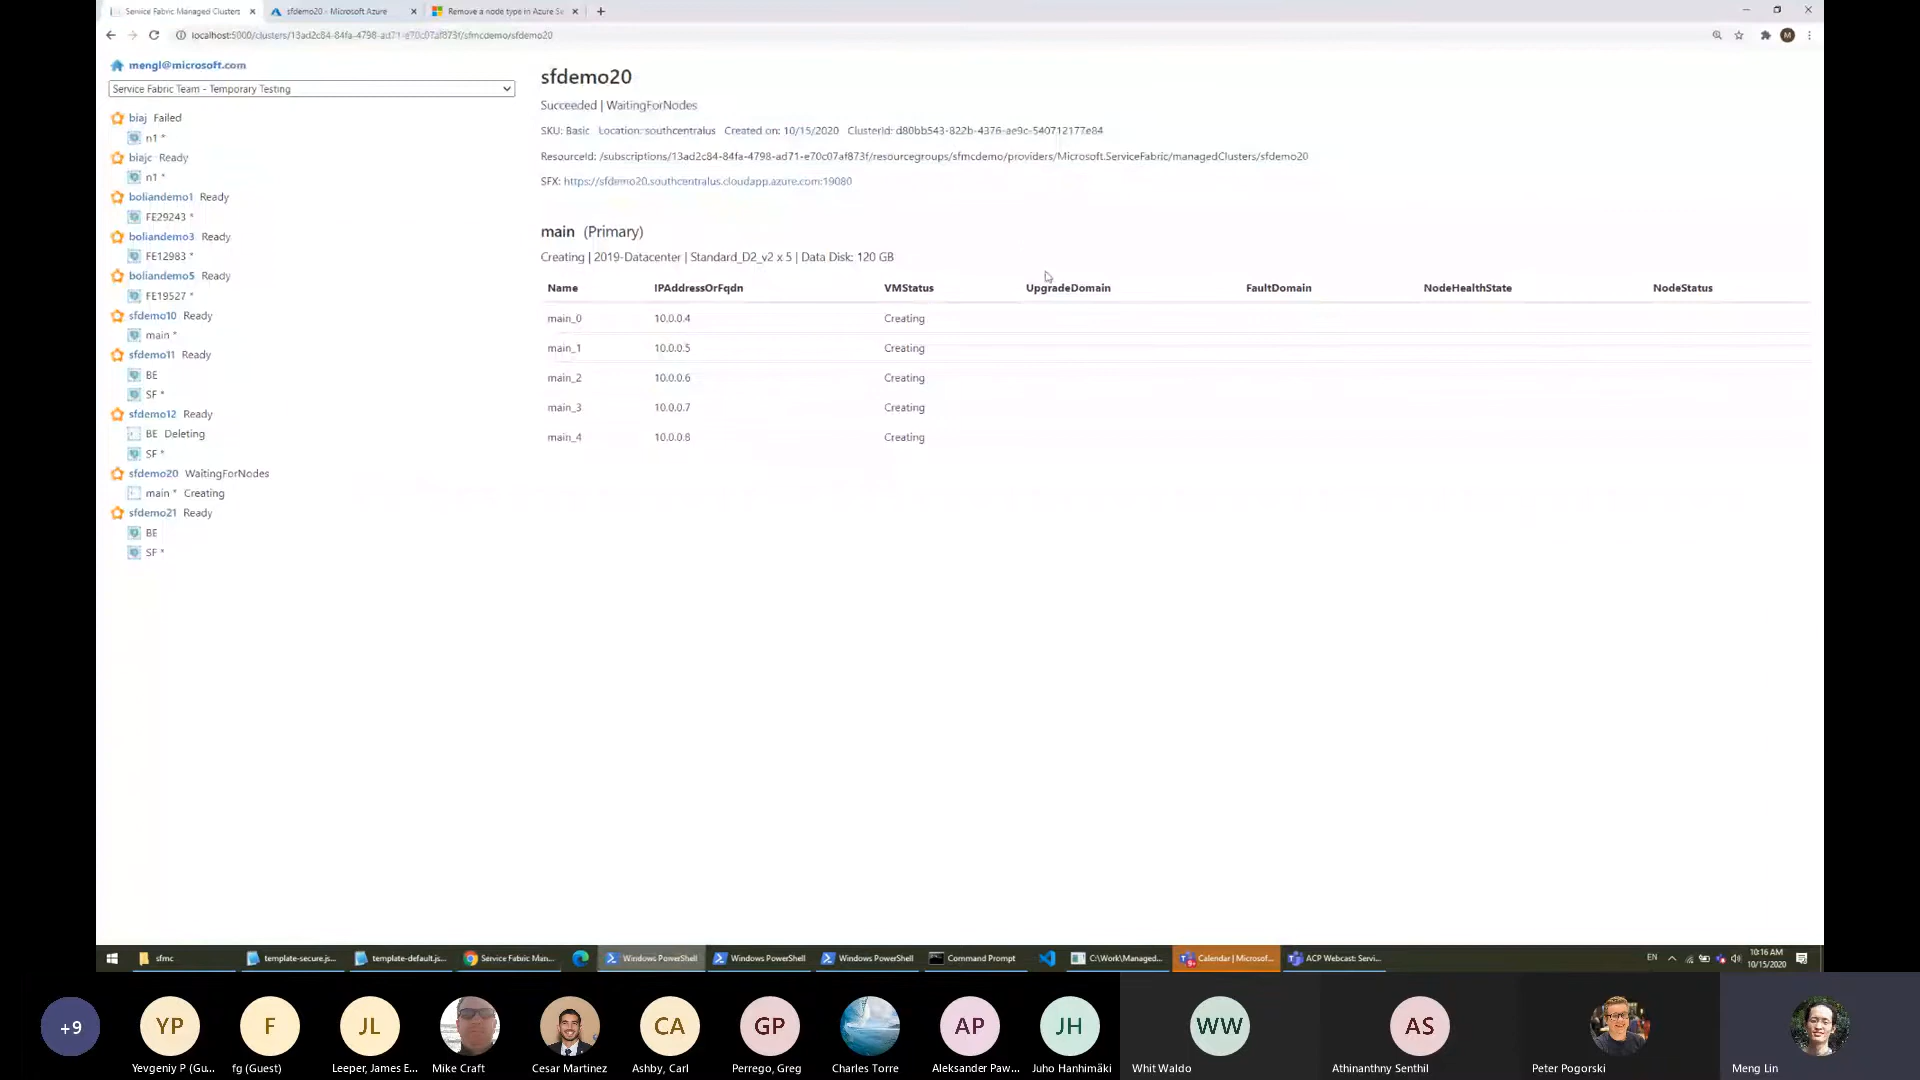 Service Fabric Managed Clusters
sfdemo20 - Microsoft Azure
Remove a node type in Azure Se
localhost:5000/clusters/13ad2c84-84fa-4798-ad71-e70c07af873f/sfmcdemo/sfdemo20
M
mengl@microsoft.com
Service Fabric Team - Temporary Testing
biaj Failed
n1 *
biajc Ready
n1 *
boliandemo1 Ready
FE29243 *
boliandemo3 Ready
FE12983 *
boliandemo5 Ready
FE19527 *
sfdemo10 Ready
main *
sfdemo11 Ready
BE
SF *
sfdemo12 Ready
BE Deleting
SF *
sfdemo20 WaitingForNodes
main * Creating
sfdemo21 Ready
BE
SF *
sfdemo20
Succeeded | WaitingForNodes
SKU: Basic Location: southcentralus Created on: 10/15/2020 ClusterId: d80bb543-822b-4376-ae9c-540712177e84
ResourceId: /subscriptions/13ad2c84-84fa-4798-ad71-e70c07af873f/resourcegroups/sfmcdemo/providers/Microsoft.ServiceFabric/managedClusters/sfdemo20
SFX: https://sfdemo20.southcentralus.cloudapp.azure.com:19080
main (Primary)
Creating | 2019-Datacenter | Standard_D2_v2 x 5 | Data Disk: 120 GB
Name IPAddressOrFqdn VMStatus UpgradeDomain FaultDomain NodeHealthState NodeStatus
main_0 10.0.0.4 Creating
main_1 10.0.0.5 Creating
main_2 10.0.0.6 Creating
main_3 10.0.0.7 Creating
main_4 10.0.0.8 Creating
sfmc
template-secure.js...
template-default.js...
Service Fabric Man...
Windows PowerShell
Windows PowerShell
Windows PowerShell
Command Prompt
C:\Work\Managed...
Calendar | Microsof...
ACP Webcast: Servi...
EN
10:16 AM
10/15/2020
+9
YP
F
JL
CA
GP
AP
JH
WW
AS
Yevgeniy P (Gu...
fg (Guest)
Leeper, James E...
Mike Craft
Cesar Martinez
Ashby, Carl
Perrego, Greg
Charles Torre
Aleksander Paw...
Juho Hanhimäki
Whit Waldo
Athinanthny Senthil
Peter Pogorski
Meng Lin